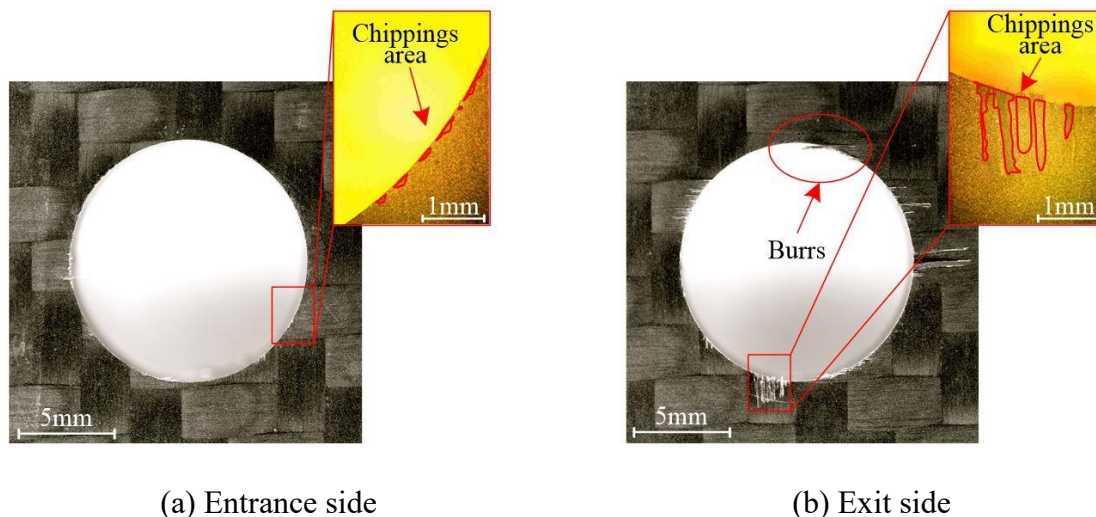 Chippings
area
1mm
5mm
(a) Entrance side
Chippings
area
1mm
Burrs
5mm
(b) Exit side